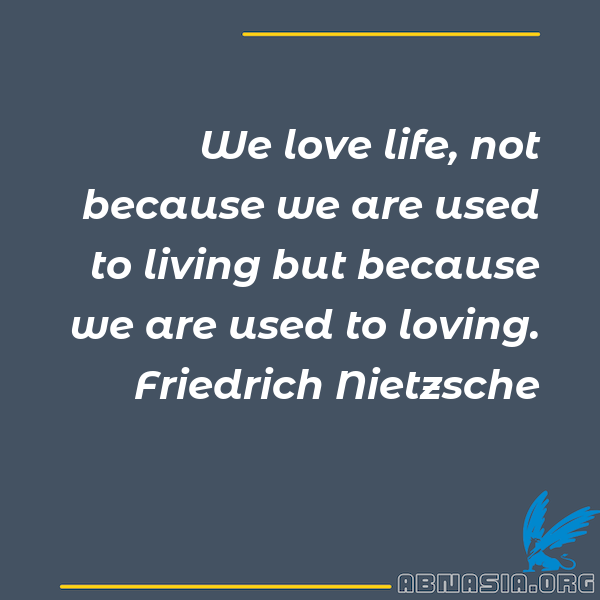 We love life, not
because we are used
to living but because
we are used to loving.
Friedrich Nietzsche
ABNASIA.ORG